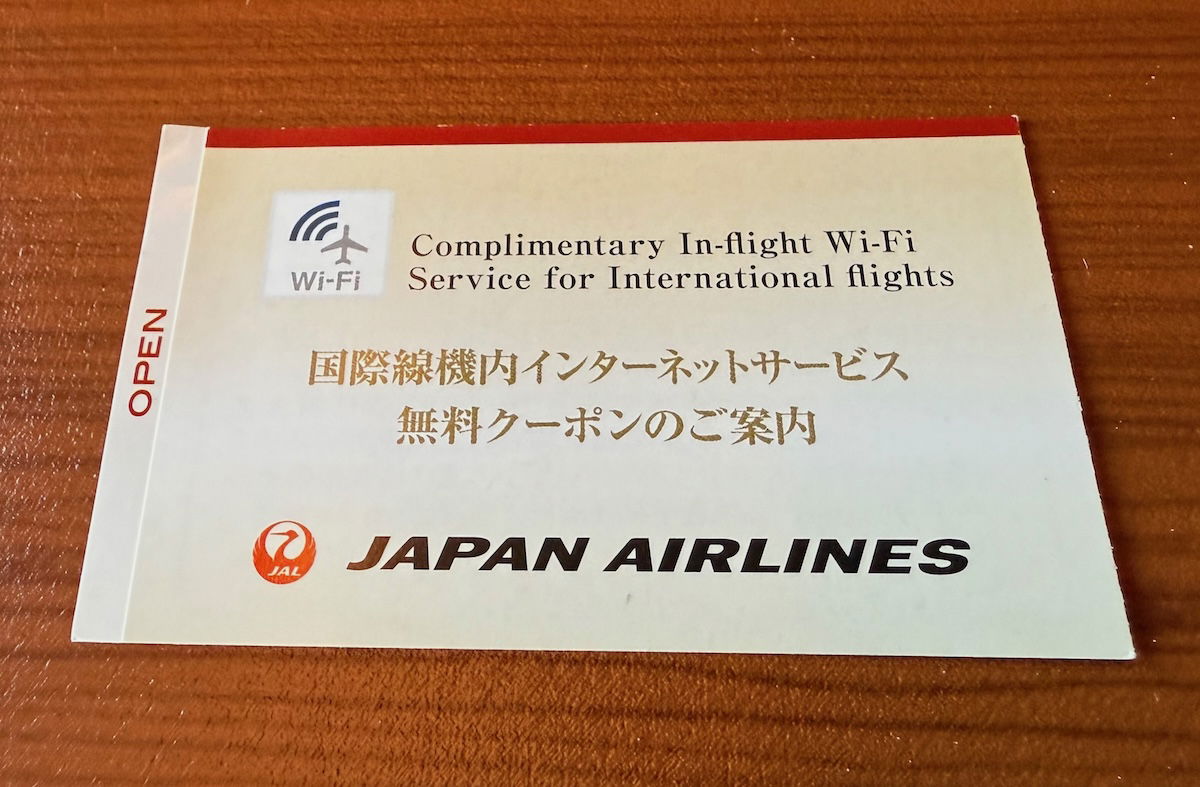 OPEN
Wi-Fi
Complimentary In-flight Wi-Fi
Service for International flights
国際線機内インターネットサービス
無料クーポンのご案内
JAL
JAPAN AIRLINES